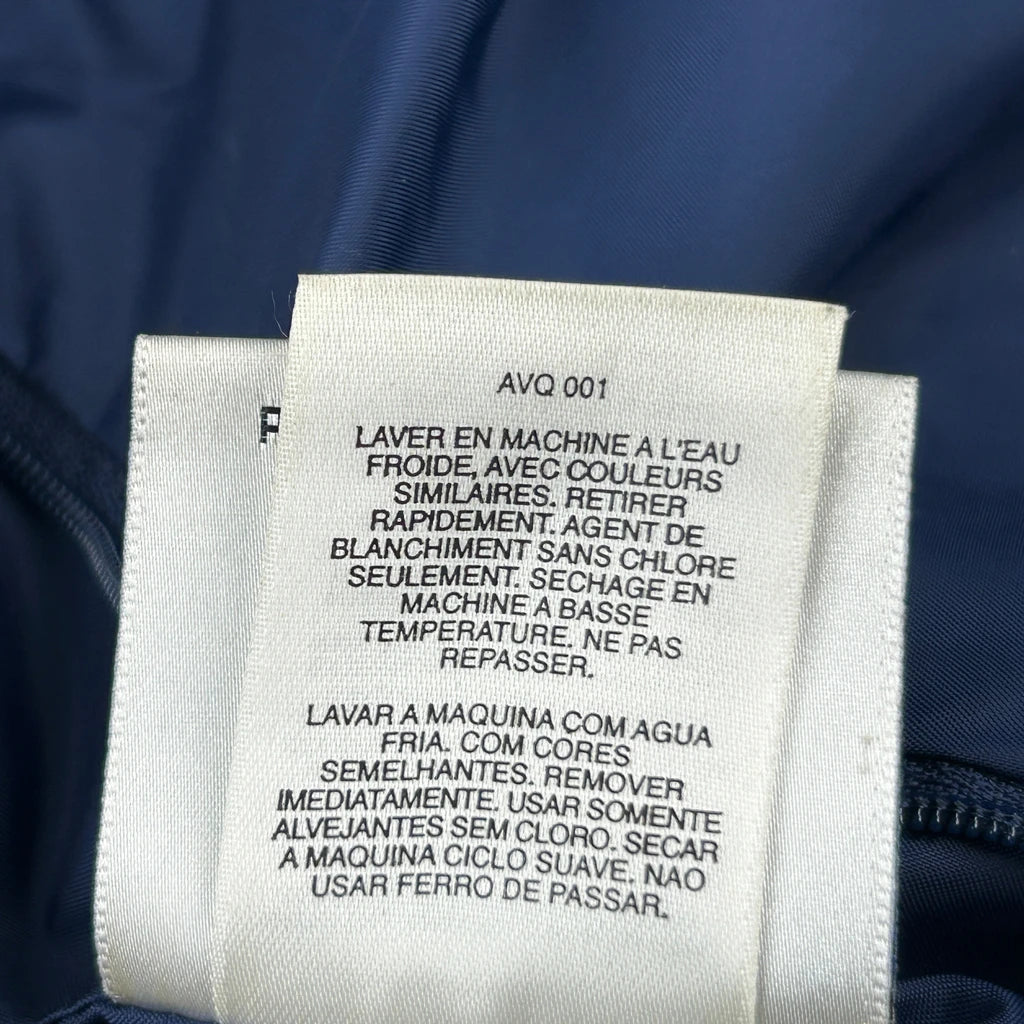 AVQ 001
LAVER EN MACHINE A L'EAU
FROIDE, AVEC COULEURS
SIMILAIRES. RETIRER
RAPIDEMENT. AGENT DE
BLANCHIMENT SANS CHLORE
SEULEMENT. SECHAGE EN
MACHINE A BASSE
TEMPERATURE. NE PAS
REPASSER.
LAVAR A MAQUINA COM AGUA
FRIA. COM CORES
SEMELHANTES. REMOVER
IMEDIATAMENTE. USAR SOMENTE
ALVEJANTES SEM CLORO. SECAR
A MAQUINA CICLO SUAVE. NAO
USAR FERRO DE PASSAR.